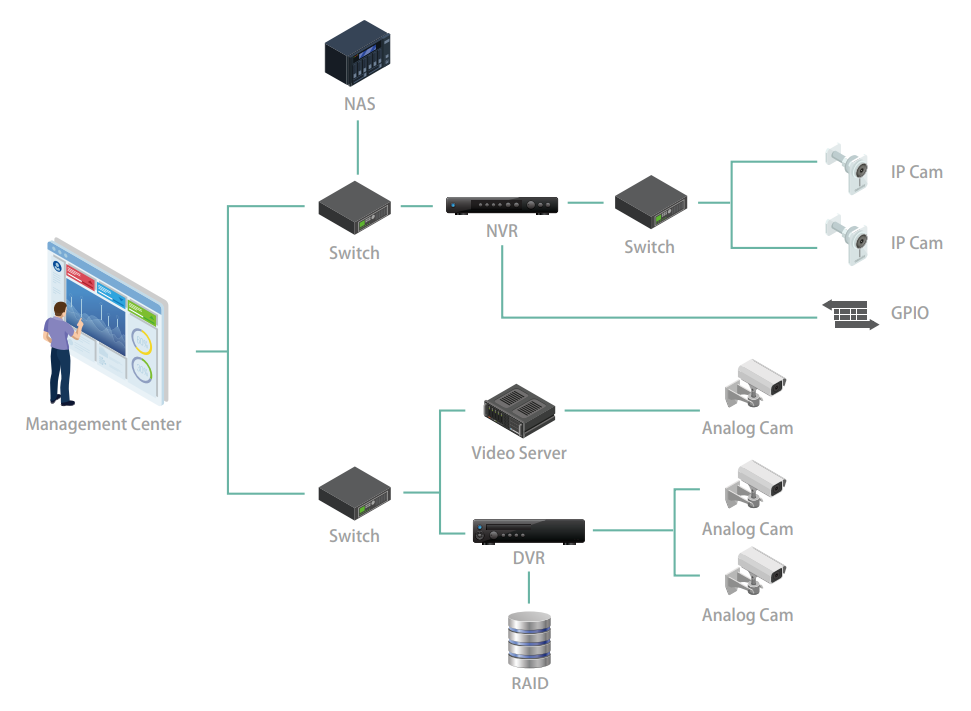 NAS
IP Cam
Switch
NVR
Switch
IP Cam
GPIO
Management Center
Video Server
Analog Cam
Switch
DVR
Analog Cam
Analog Cam
RAID